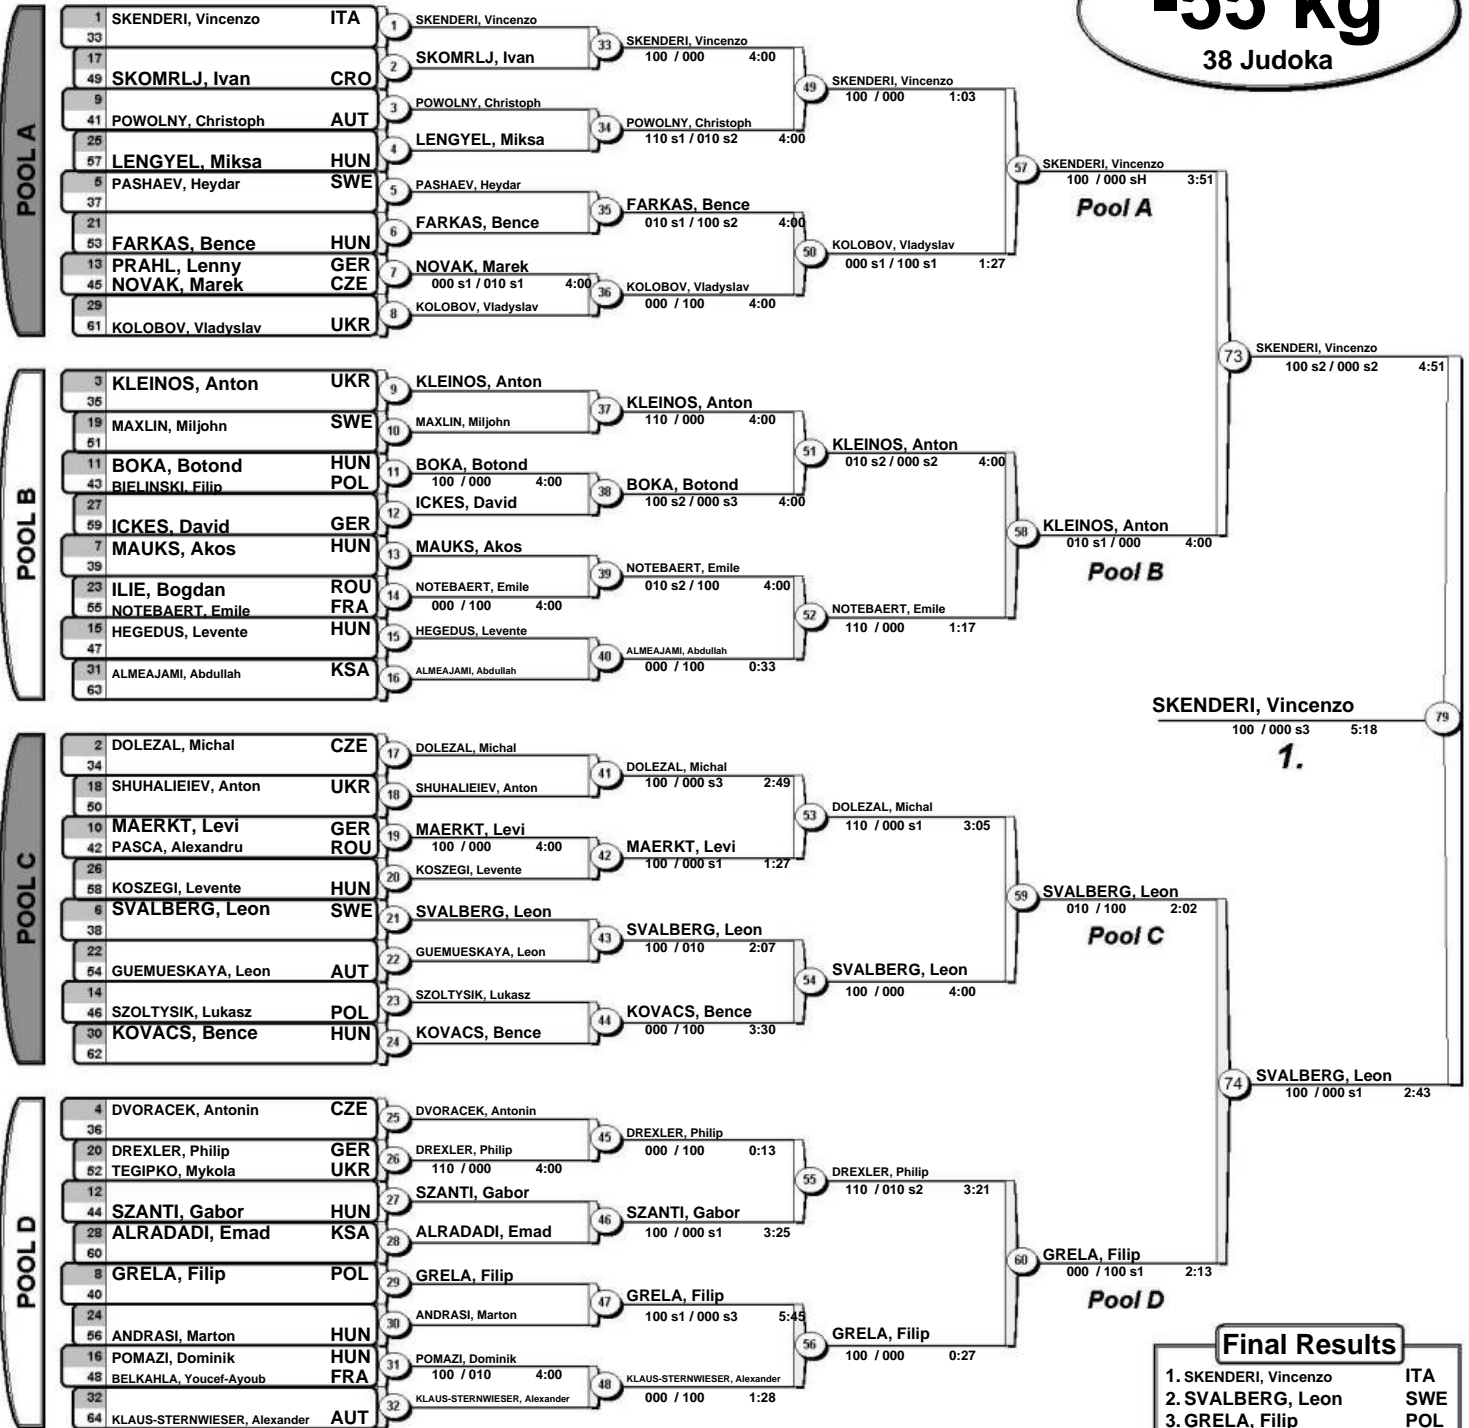 -55 kg
38 Judoka
POOL A
1 SKENDERI, Vincenzo ITA
33
17
49 SKOMRLJ, Ivan CRO
9
41 POWOLNY, Christoph AUT
25
57 LENGYEL, Miksa HUN
5 PASHAEV, Heydar SWE
37
21
53 FARKAS, Bence HUN
13 PRAHL, Lenny GER
45 NOVAK, Marek CZE
29
61 KOLOBOV, Vladyslav UKR
1 SKENDERI, Vincenzo
2 SKOMRLJ, Ivan
3 POWOLNY, Christoph
4 LENGYEL, Miksa
5 PASHAEV, Heydar
6 FARKAS, Bence
7 NOVAK, Marek
000 s1 / 010 s1 4:00
8 KOLOBOV, Vladyslav
33 SKENDERI, Vincenzo
100 / 000 4:00
34 POWOLNY, Christoph
110 s1 / 010 s2 4:00
35 FARKAS, Bence
010 s1 / 100 s2 4:00
36 KOLOBOV, Vladyslav
000 / 100 4:00
49 SKENDERI, Vincenzo
100 / 000 1:03
50 KOLOBOV, Vladyslav
000 s1 / 100 s1 1:27
57 SKENDERI, Vincenzo
100 / 000 sH 3:51
Pool A
POOL B
3 KLEINOS, Anton UKR
35
19 MAXLIN, Miljohn SWE
51
11 BOKA, Botond HUN
43 BIELINSKI, Filip POL
27
59 ICKES, David GER
7 MAUKS, Akos HUN
39
23 ILIE, Bogdan ROU
55 NOTEBAERT, Emile FRA
15 HEGEDUS, Levente HUN
47
31 ALMEAJAMI, Abdullah KSA
63
9 KLEINOS, Anton
10 MAXLIN, Miljohn
11 BOKA, Botond
100 / 000 4:00
12 ICKES, David
13 MAUKS, Akos
14 NOTEBAERT, Emile
000 / 100 4:00
15 HEGEDUS, Levente
16 ALMEAJAMI, Abdullah
37 KLEINOS, Anton
110 / 000 4:00
38 BOKA, Botond
100 s2 / 000 s3 4:00
39 NOTEBAERT, Emile
010 s2 / 100 4:00
40 ALMEAJAMI, Abdullah
000 / 100 0:33
51 KLEINOS, Anton
010 s2 / 000 s2 4:00
52 NOTEBAERT, Emile
110 / 000 1:17
58 KLEINOS, Anton
010 s1 / 000 4:00
Pool B
73 SKENDERI, Vincenzo
100 s2 / 000 s2 4:51
SKENDERI, Vincenzo 79
100 / 000 s3 5:18
1.
POOL C
2 DOLEZAL, Michal CZE
34
18 SHUHALIEIEV, Anton UKR
50
10 MAERKT, Levi GER
42 PASCA, Alexandru ROU
26
58 KOSZEGI, Levente HUN
6 SVALBERG, Leon SWE
38
22
54 GUEMUESKAYA, Leon AUT
14
46 SZOLTYSIK, Lukasz POL
30 KOVACS, Bence HUN
62
17 DOLEZAL, Michal
18 SHUHALIEIEV, Anton
19 MAERKT, Levi
100 / 000 4:00
20 KOSZEGI, Levente
21 SVALBERG, Leon
22 GUEMUESKAYA, Leon
23 SZOLTYSIK, Lukasz
24 KOVACS, Bence
41 DOLEZAL, Michal
100 / 000 s3 2:49
42 MAERKT, Levi
100 / 000 s1 1:27
43 SVALBERG, Leon
100 / 010 2:07
44 KOVACS, Bence
000 / 100 3:30
53 DOLEZAL, Michal
110 / 000 s1 3:05
54 SVALBERG, Leon
100 / 000 4:00
59 SVALBERG, Leon
010 / 100 2:02
Pool C
POOL D
4 DVORACEK, Antonin CZE
36
20 DREXLER, Philip GER
52 TEGIPKO, Mykola UKR
12
44 SZANTI, Gabor HUN
28 ALRADADI, Emad KSA
60
8 GRELA, Filip POL
40
24
56 ANDRASI, Marton HUN
16 POMAZI, Dominik HUN
48 BELKAHLA, Youcef-Ayoub FRA
32
64 KLAUS-STERNWIESER, Alexander AUT
25 DVORACEK, Antonin
26 DREXLER, Philip
110 / 000 4:00
27 SZANTI, Gabor
28 ALRADADI, Emad
29 GRELA, Filip
30 ANDRASI, Marton
31 POMAZI, Dominik
100 / 010 4:00
32 KLAUS-STERNWIESER, Alexander
45 DREXLER, Philip
000 / 100 0:13
46 SZANTI, Gabor
100 / 000 s1 3:25
47 GRELA, Filip
100 s1 / 000 s3 5:45
48 KLAUS-STERNWIESER, Alexander
000 / 100 1:28
55 DREXLER, Philip
110 / 010 s2 3:21
56 GRELA, Filip
100 / 000 0:27
60 GRELA, Filip
000 / 100 s1 2:13
Pool D
74 SVALBERG, Leon
100 / 000 s1 2:43
Final Results
1. SKENDERI, Vincenzo ITA
2. SVALBERG, Leon SWE
3. GRELA, Filip POL